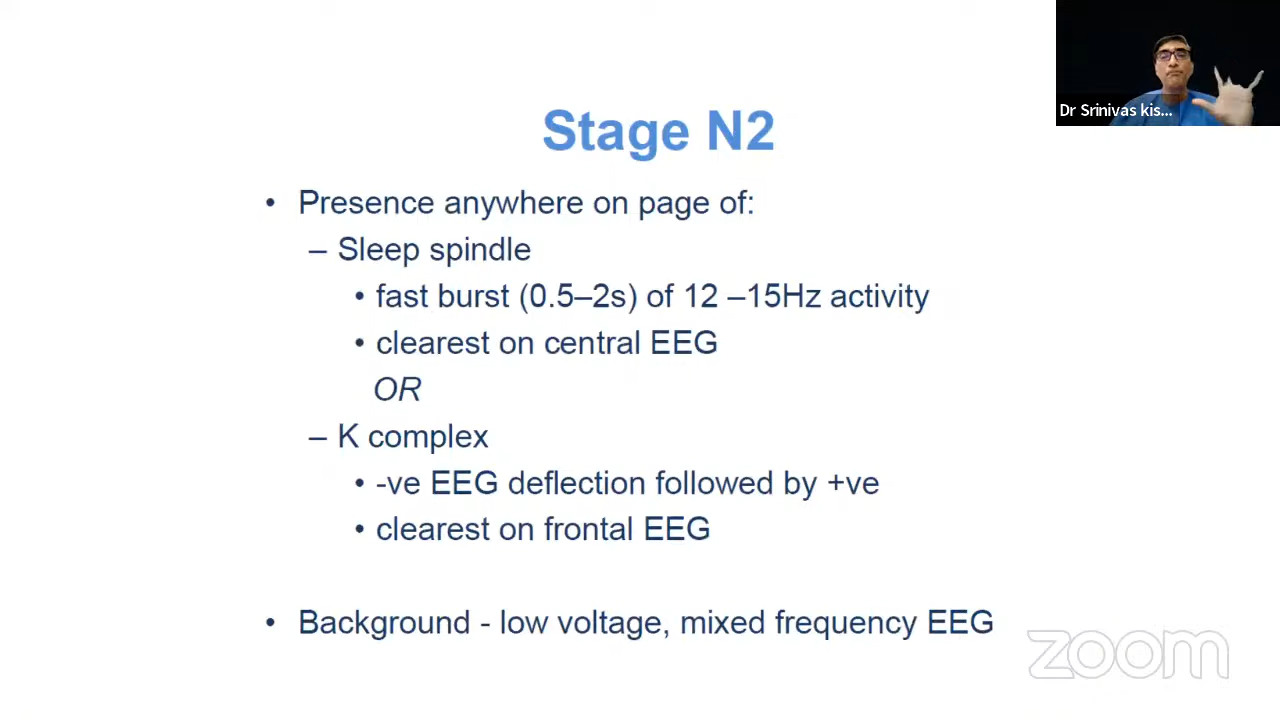 Dr Srinivas kis...
Stage N2
• Presence anywhere on page of:
– Sleep spindle
• fast burst (0.5–2s) of 12 –15Hz activity
• clearest on central EEG
OR
– K complex
• -ve EEG deflection followed by +ve
• clearest on frontal EEG
• Background - low voltage, mixed frequency EEG
zoom